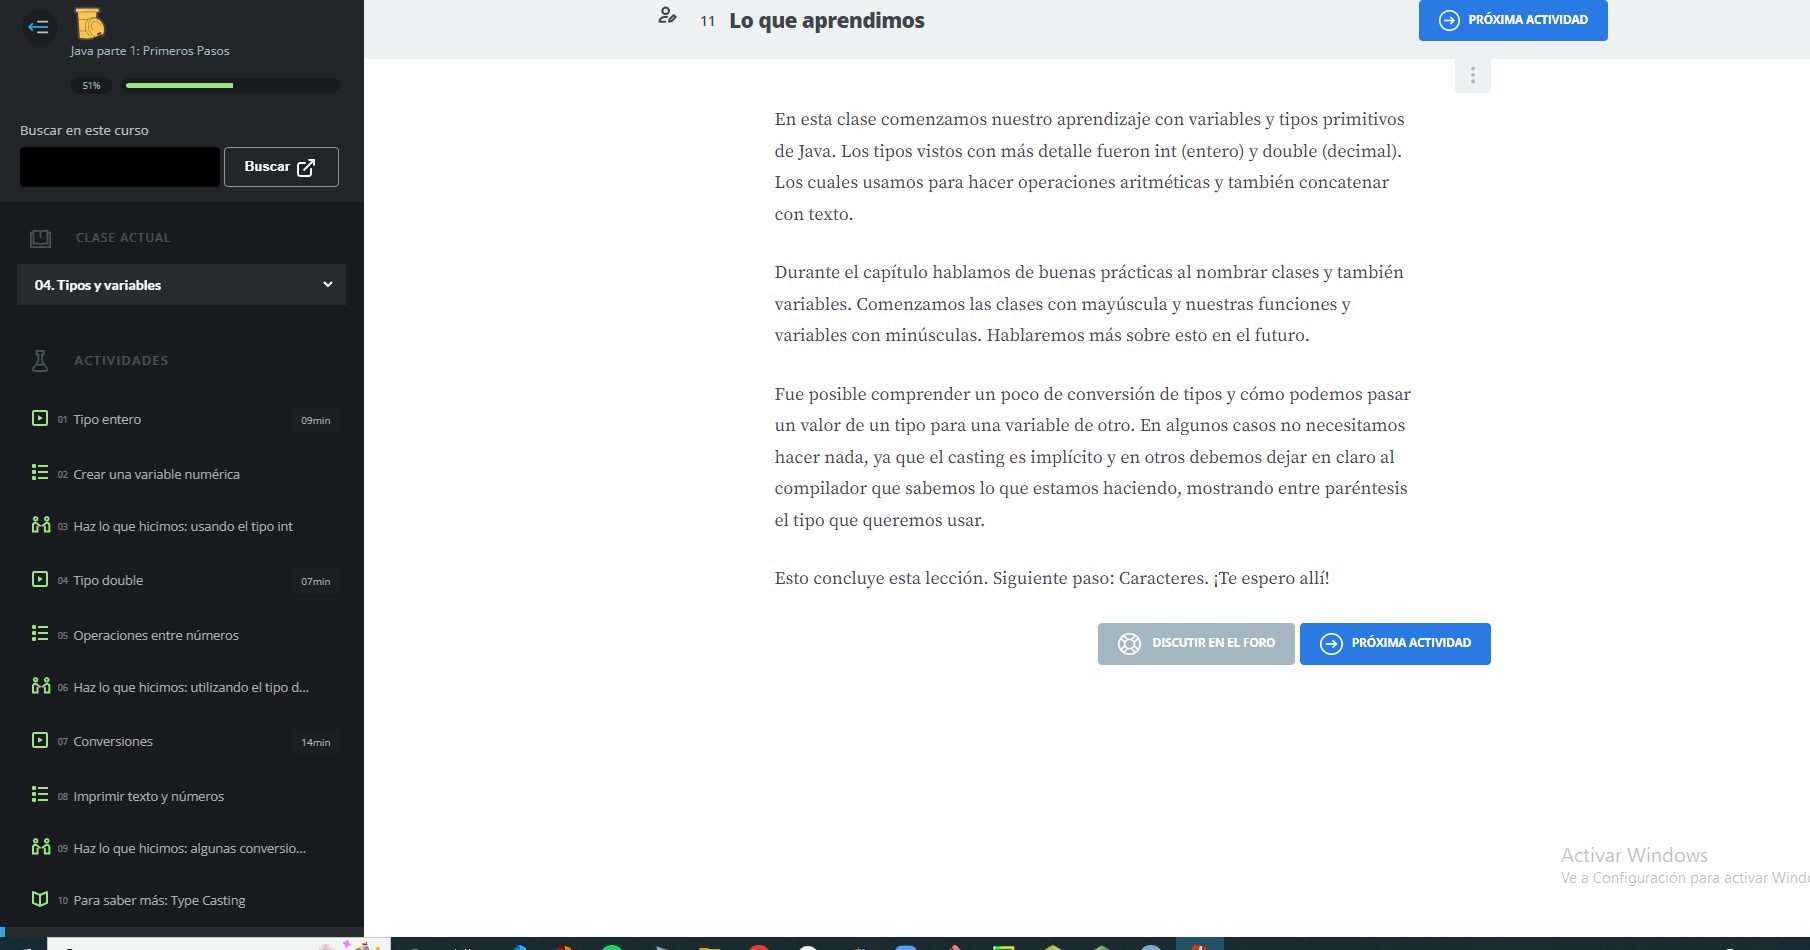 Java parte 1: Primeros Pasos
51%
Buscar en este curso
Buscar
CLASE ACTUAL
04. Tipos y variables
ACTIVIDADES
01 Tipo entero 09min
02 Crear una variable numérica
03 Haz lo que hicimos: usando el tipo int
04 Tipo double 07min
05 Operaciones entre números
06 Haz lo que hicimos: utilizando el tipo d...
07 Conversiones 14min
08 Imprimir texto y números
09 Haz lo que hicimos: algunas conversio...
10 Para saber más: Type Casting
11 Lo que aprendimos
PRÓXIMA ACTIVIDAD
En esta clase comenzamos nuestro aprendizaje con variables y tipos primitivos
de Java. Los tipos vistos con más detalle fueron int (entero) y double (decimal).
Los cuales usamos para hacer operaciones aritméticas y también concatenar
con texto.
Durante el capítulo hablamos de buenas prácticas al nombrar clases y también
variables. Comenzamos las clases con mayúscula y nuestras funciones y
variables con minúsculas. Hablaremos más sobre esto en el futuro.
Fue posible comprender un poco de conversión de tipos y cómo podemos pasar
un valor de un tipo para una variable de otro. En algunos casos no necesitamos
hacer nada, ya que el casting es implícito y en otros debemos dejar en claro al
compilador que sabemos lo que estamos haciendo, mostrando entre paréntesis
el tipo que queremos usar.
Esto concluye esta lección. Siguiente paso: Caracteres. ¡Te espero allí!
DISCUTIR EN EL FORO
PRÓXIMA ACTIVIDAD
Activar Windows
Ve a Configuración para activar Windo